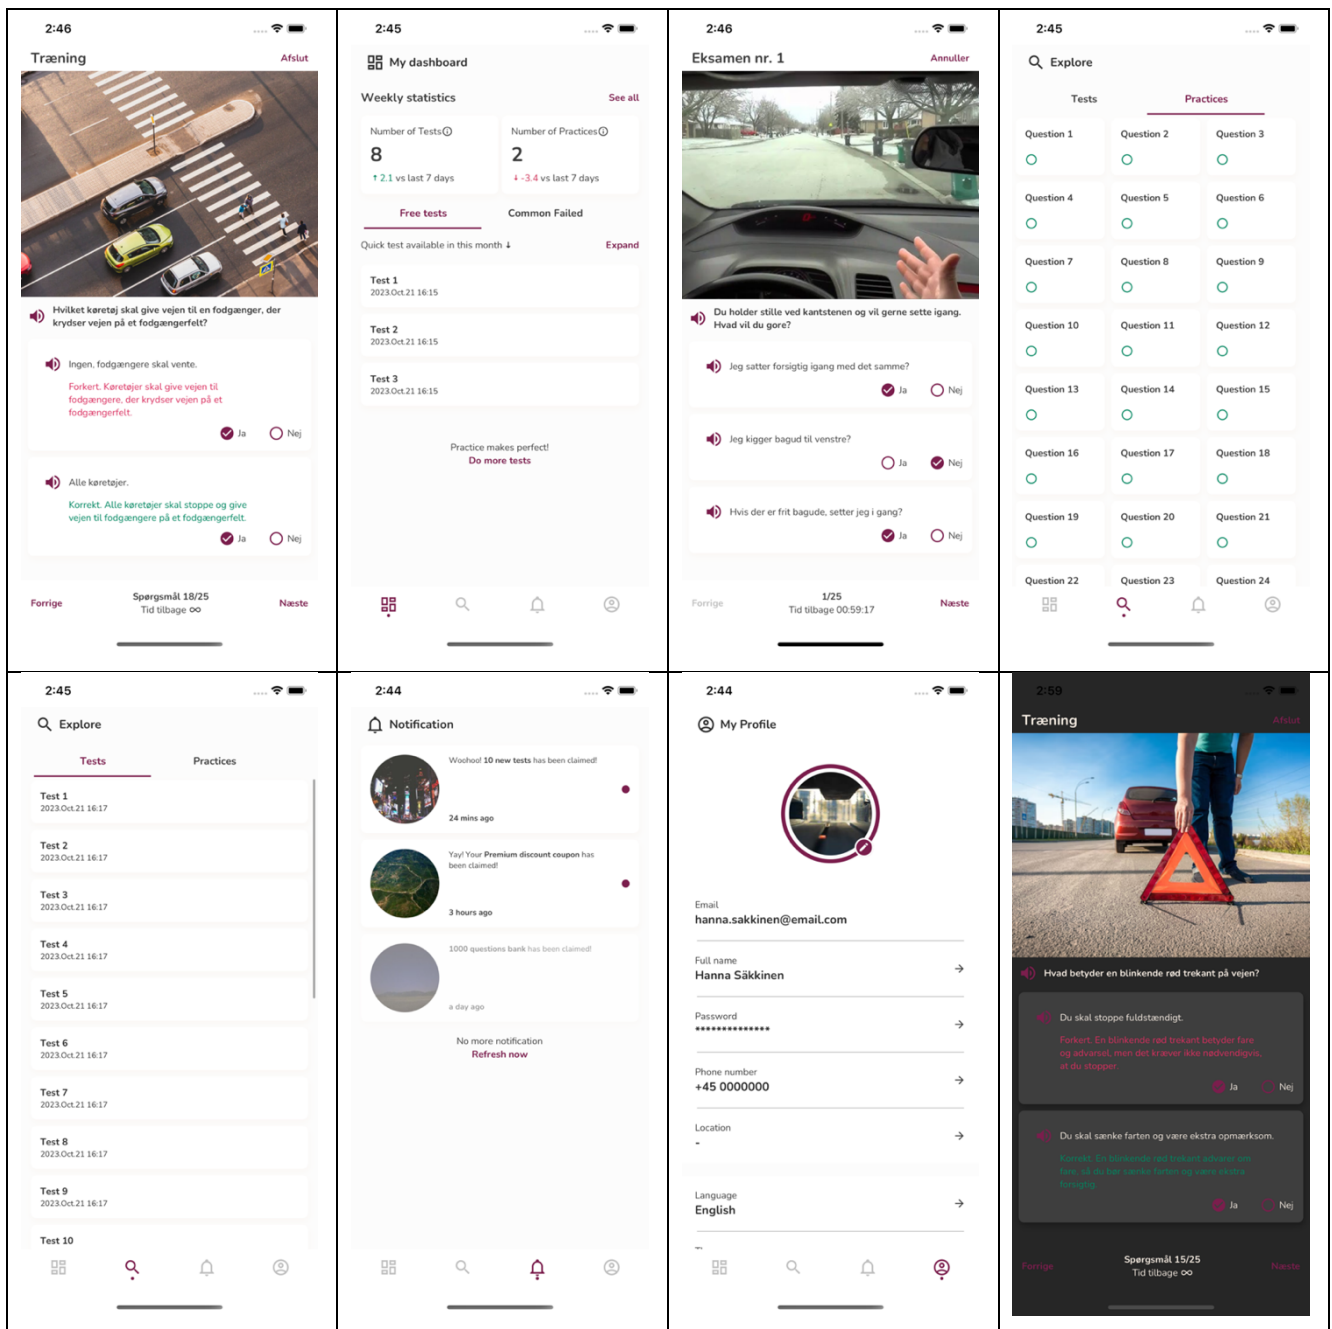 2:46
Træning
Afslut
Hvilket køretøj skal give vejen til en fodgænger, der
krydser vejen på et fodgængerfelt?
Ingen, fodgængere skal vente.
Forkert. Køretøjer skal give vejen til
fodgængere, der krydser vejen på et
fodgængerfelt.
Ja
Nej
Alle køretøjer.
Korrekt. Alle køretøjer skal stoppe og give
vejen til fodgængere på et fodgængerfelt.
Ja
Nej
Forrige
Spørgsmål 18/25
Tid tilbage ∞
Næste
2:45
My dashboard
Weekly statistics
See all
Number of Tests
8
↑ 2.1 vs last 7 days
Number of Practices
2
↓ -3.4 vs last 7 days
Free tests
Common Failed
Quick test available in this month ↓
Expand
Test 1
2023.Oct.21 16:15
Test 2
2023.Oct.21 16:15
Test 3
2023.Oct.21 16:15
Practice makes perfect!
Do more tests
2:46
Eksamen nr. 1
Annuller
Du holder stille ved kantstenen og vil gerne sette igang.
Hvad vil du gore?
Jeg satter forsigtig igang med det samme?
Ja
Nej
Jeg kigger bagud til venstre?
Ja
Nej
Hvis der er frit bagude, setter jeg i gang?
Ja
Nej
Forrige
1/25
Tid tilbage 00:59:17
Næste
2:45
Explore
Tests
Practices
Question 1
Question 2
Question 3
Question 4
Question 5
Question 6
Question 7
Question 8
Question 9
Question 10
Question 11
Question 12
Question 13
Question 14
Question 15
Question 16
Question 17
Question 18
Question 19
Question 20
Question 21
Question 22
Question 23
Question 24
2:45
Explore
Tests
Practices
Test 1
2023.Oct.21 16:17
Test 2
2023.Oct.21 16:17
Test 3
2023.Oct.21 16:17
Test 4
2023.Oct.21 16:17
Test 5
2023.Oct.21 16:17
Test 6
2023.Oct.21 16:17
Test 7
2023.Oct.21 16:17
Test 8
2023.Oct.21 16:17
Test 9
2023.Oct.21 16:17
Test 10
2:44
Notification
Woohoo! 10 new tests has been claimed!
24 mins ago
Yay! Your Premium discount coupon has
been claimed!
3 hours ago
1000 questions bank has been claimed!
a day ago
No more notification
Refresh now
2:44
My Profile
Email
hanna.sakkinen@email.com
Full name
Hanna Säkkinen
Password
**************
Phone number
+45 0000000
Location
-
Language
English
2:59
Træning
Afslut
Hvad betyder en blinkende rød trekant på vejen?
Du skal stoppe fuldstændigt.
Forkert. En blinkende rød trekant betyder fare
og advarsel, men det kræver ikke nødvendigvis,
at du stopper.
Ja
Nej
Du skal sænke farten og være ekstra opmærksom.
Korrekt. En blinkende rød trekant advarer om
fare, så du bør sænke farten og være ekstra
forsigtig.
Ja
Nej
Forrige
Spørgsmål 15/25
Tid tilbage ∞
Næste